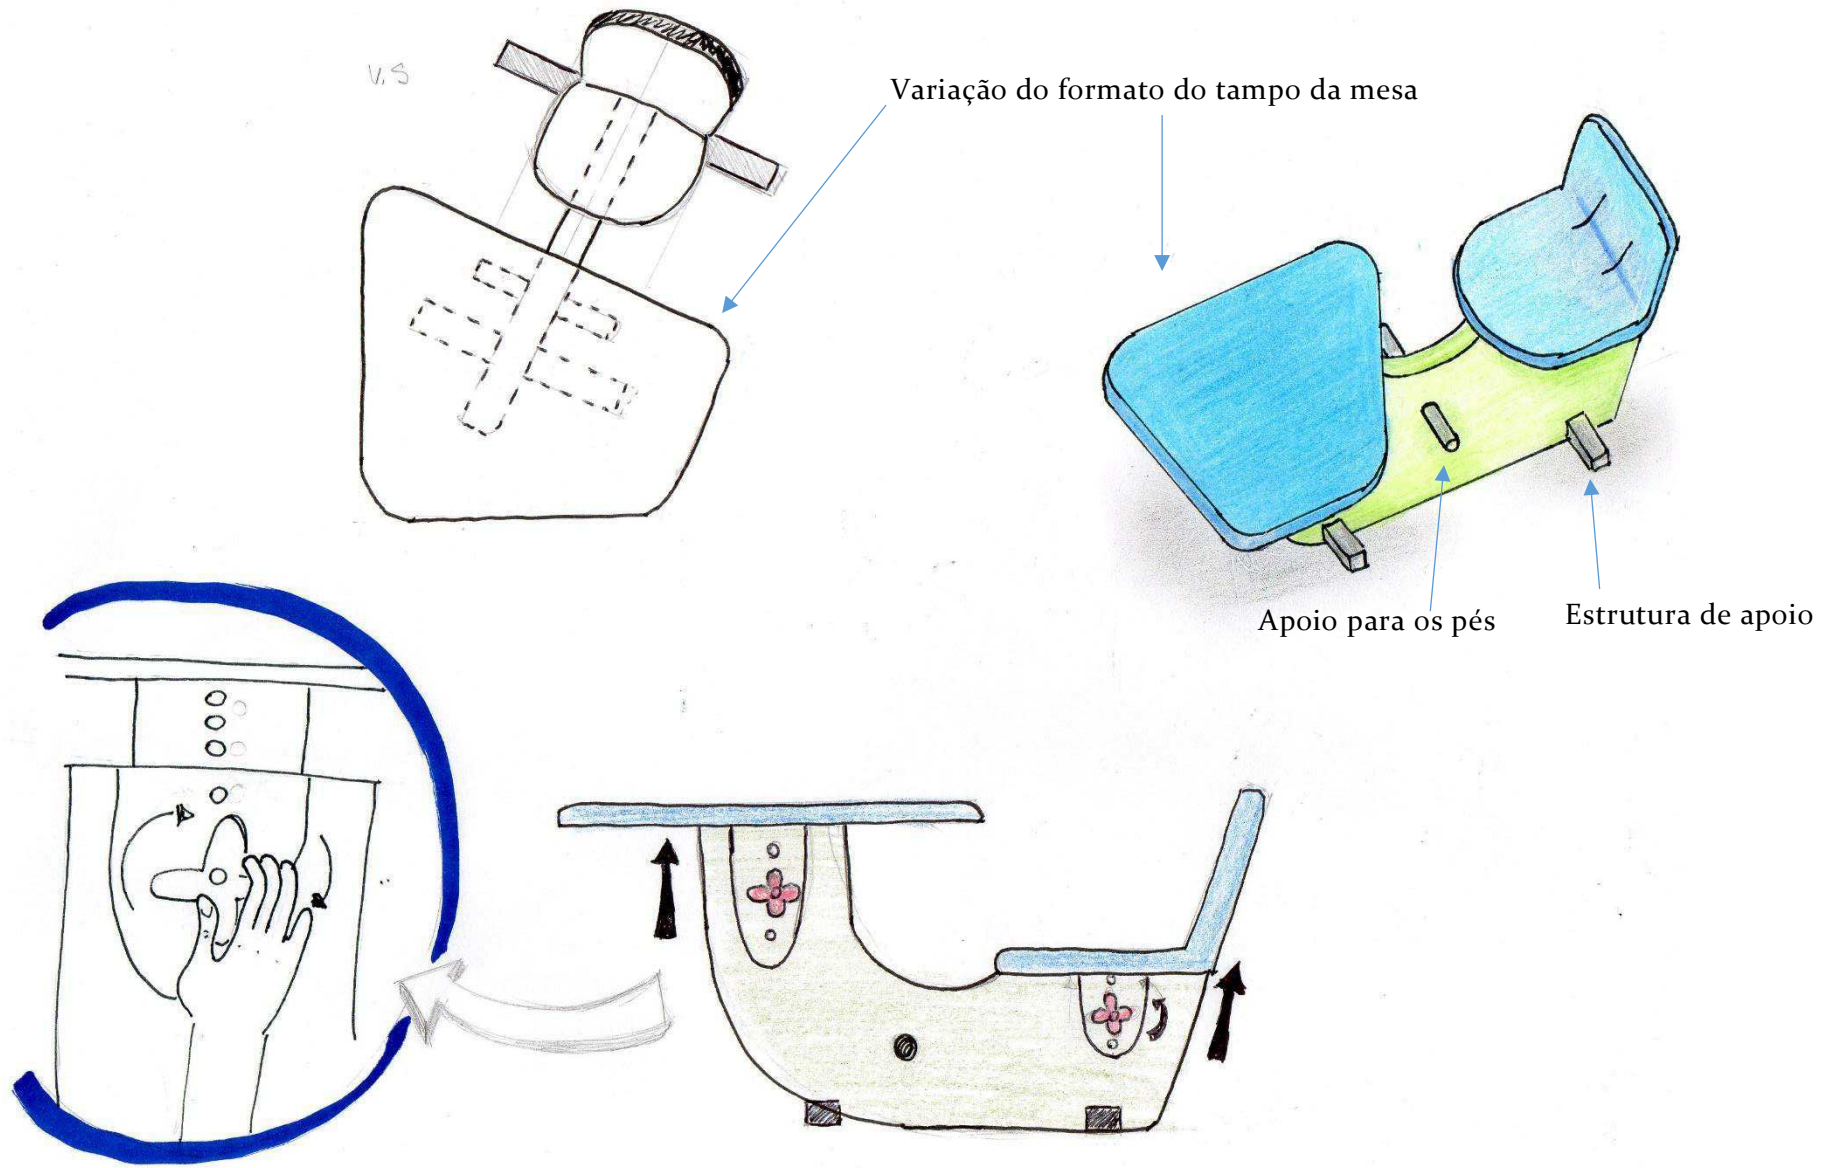 V.S
Variação do formato do tampo da mesa
Apoio para os pés
Estrutura de apoio